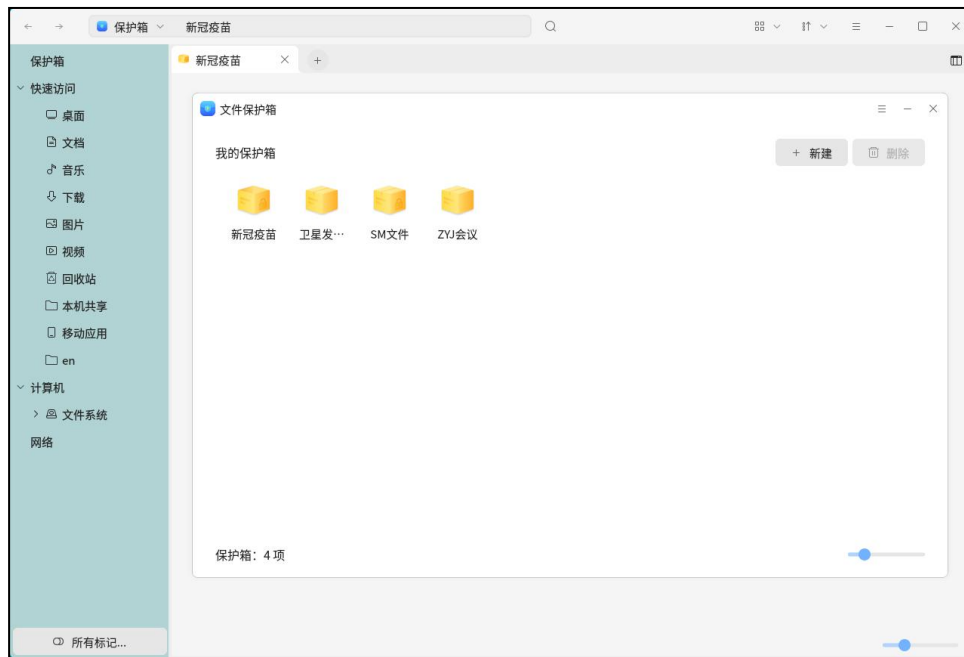 保护箱 新冠疫苗
保护箱
快速访问
桌面
文档
音乐
下载
图片
视频
回收站
本机共享
移动应用
en
计算机
文件系统
网络
所有标记...
新冠疫苗
文件保护箱
我的保护箱
新建 删除
新冠疫苗 卫星发… SM文件 ZYJ会议
保护箱：4 项